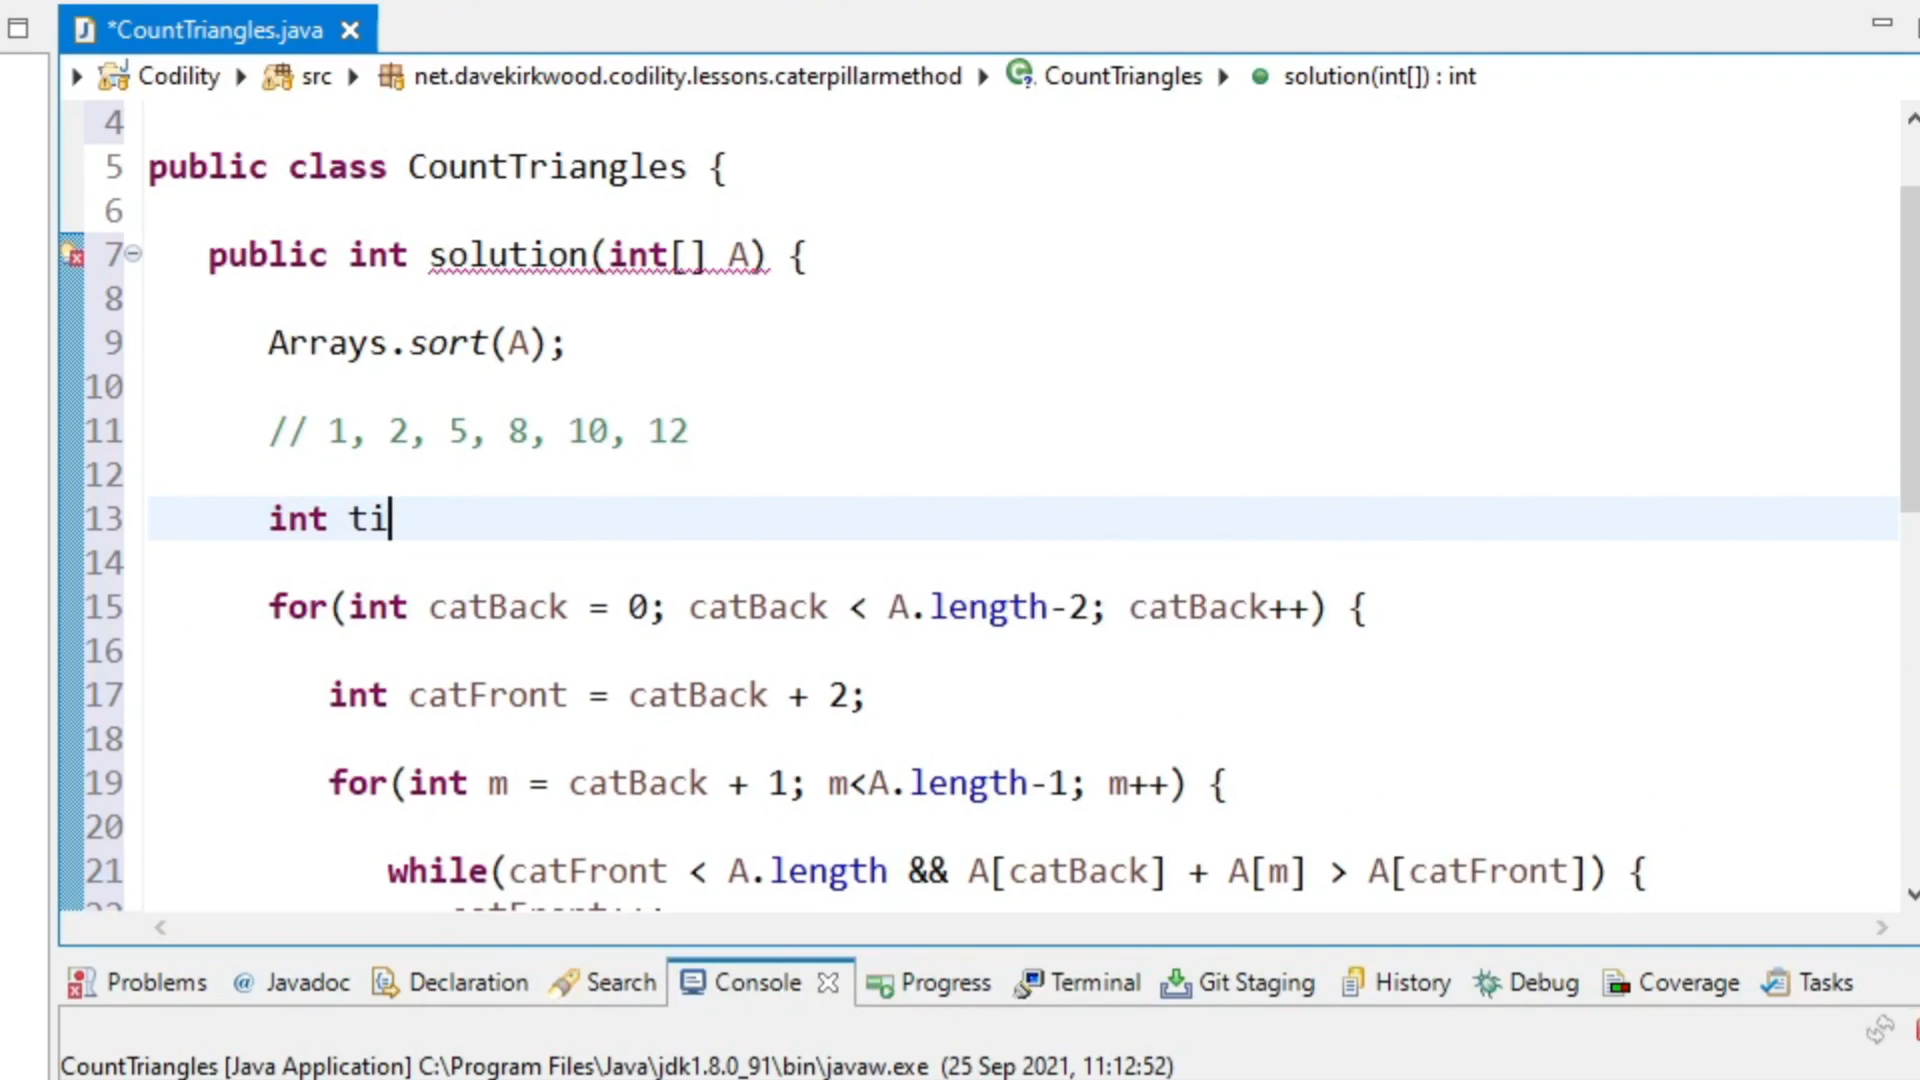 *CountTriangles.java
Codility src net.davekirkwood.codility.lessons.caterpillarmethod CountTriangles solution(int[]) : int
4
5 public class CountTriangles {
6
7 public int solution(int[] A) {
8
9 Arrays.sort(A);
10
11 // 1, 2, 5, 8, 10, 12
12
13 int ti
14
15 for(int catBack = 0; catBack < A.length-2; catBack++) {
16
17 int catFront = catBack + 2;
18
19 for(int m = catBack + 1; m<A.length-1; m++) {
20
21 while(catFront < A.length && A[catBack] + A[m] > A[catFront]) {
Problems @ Javadoc Declaration Search Console Progress Terminal Git Staging History Debug Coverage Tasks
CountTriangles [Java Application] C:\Program Files\Java\jdk1.8.0_91\bin\javaw.exe (25 Sep 2021, 11:12:52)